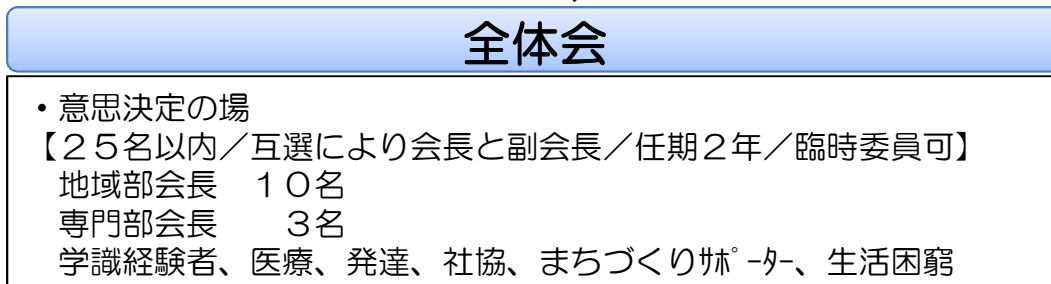 全体会
・意思決定の場
【２５名以内／互選により会長と副会長／任期２年／臨時委員可】
地域部会長　１０名
専門部会長　　３名
学識経験者、医療、発達、社協、まちづくりｻﾎﾟｰﾀｰ、生活困窮